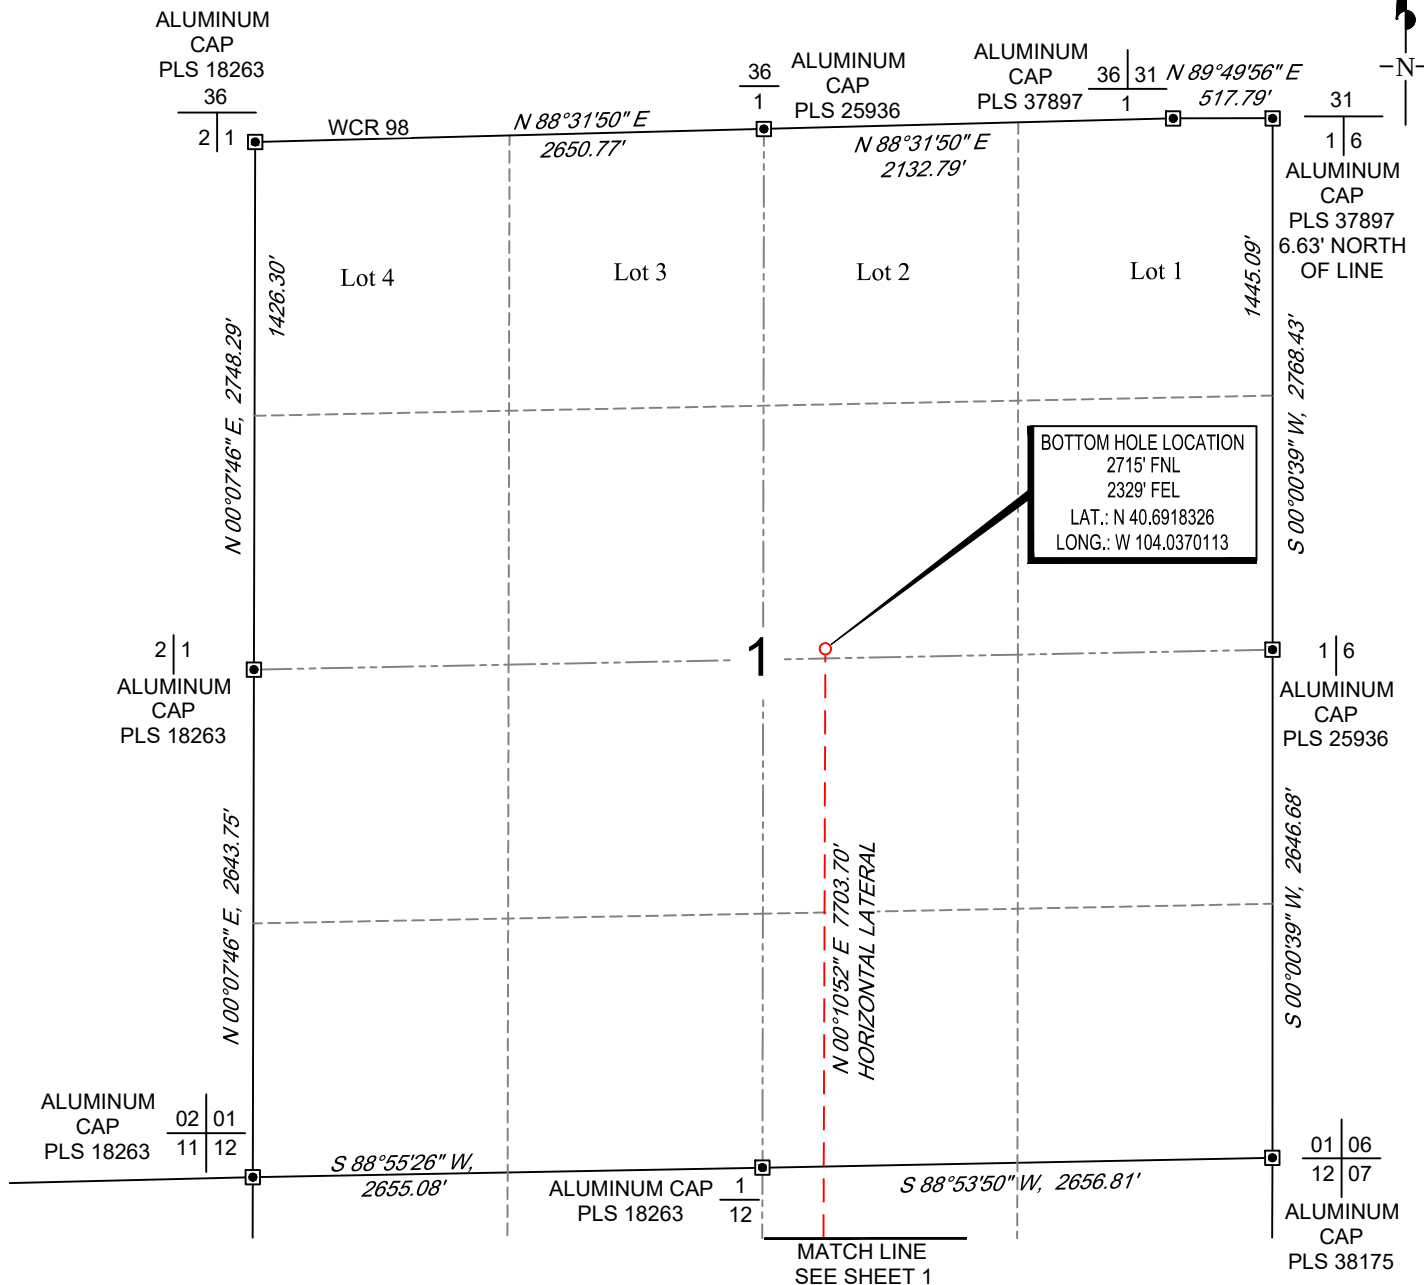 ALUMINUM
CAP
PLS 18263
36
2 1
WCR 98
N 88°31'50" E
2650.77'
36
1
ALUMINUM
CAP
PLS 25936
N 88°31'50" E
2132.79'
ALUMINUM
CAP
PLS 37897
36 31
1
N 89°49'56" E
517.79'
N
31
1 6
ALUMINUM
CAP
PLS 37897
6.63' NORTH
OF LINE
Lot 4
Lot 3
Lot 2
Lot 1
1426.30'
1445.09'
N 00°07'46" E, 2748.29'
S 00°00'39" W, 2768.43'
BOTTOM HOLE LOCATION
2715' FNL
2329' FEL
LAT.: N 40.6918326
LONG.: W 104.0370113
2 1
ALUMINUM
CAP
PLS 18263
1
1 6
ALUMINUM
CAP
PLS 25936
N 00°07'46" E, 2643.75'
N 00°10'52" E 7703.70'
HORIZONTAL LATERAL
S 00°00'39" W, 2646.68'
ALUMINUM
CAP
PLS 18263
02 01
11 12
S 88°55'26" W,
2655.08'
ALUMINUM CAP
PLS 18263
1
12
S 88°53'50" W, 2656.81'
01 06
12 07
ALUMINUM
CAP
PLS 38175
MATCH LINE
SEE SHEET 1